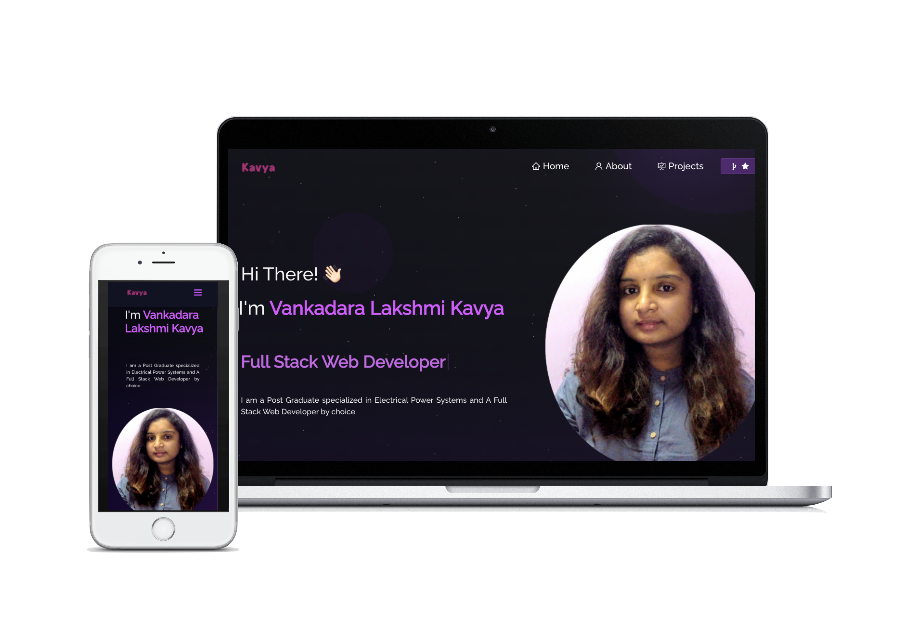 Kavya
Home About Projects
Hi There! 👋🏻
I'm Vankadara Lakshmi Kavya
Full Stack Web Developer
I am a Post Graduate specialized in Electrical Power Systems and A Full
Stack Web Developer by choice
Kavya
I'm Vankadara
Lakshmi Kavya
I am a Post Graduate specialized
in Electrical Power Systems and A
Full Stack Web Developer by
choice